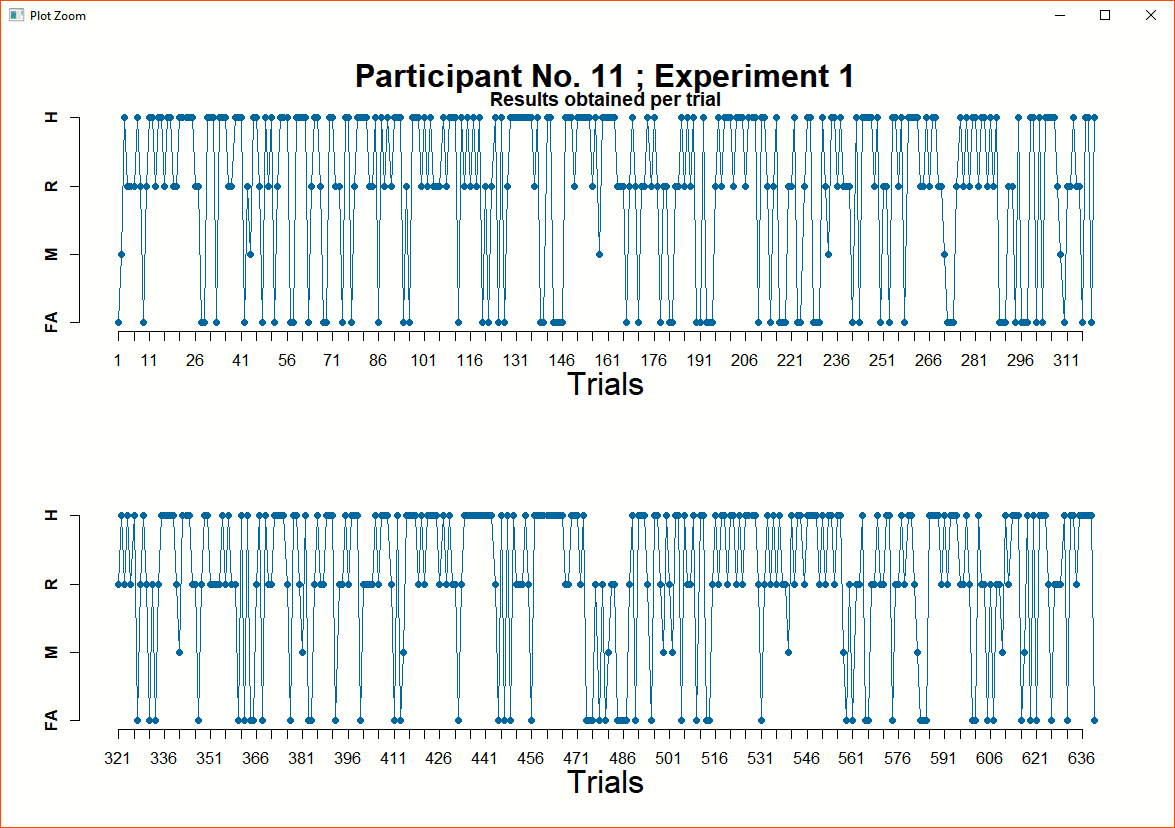 Plot Zoom
Participant No. 11 ; Experiment 1
Results obtained per trial
H
R
M
FA
1 11 26 41 56 71 86 101 116 131 146 161 176 191 206 221 236 251 266 281 296 311
Trials
H
R
M
FA
321 336 351 366 381 396 411 426 441 456 471 486 501 516 531 546 561 576 591 606 621 636
Trials